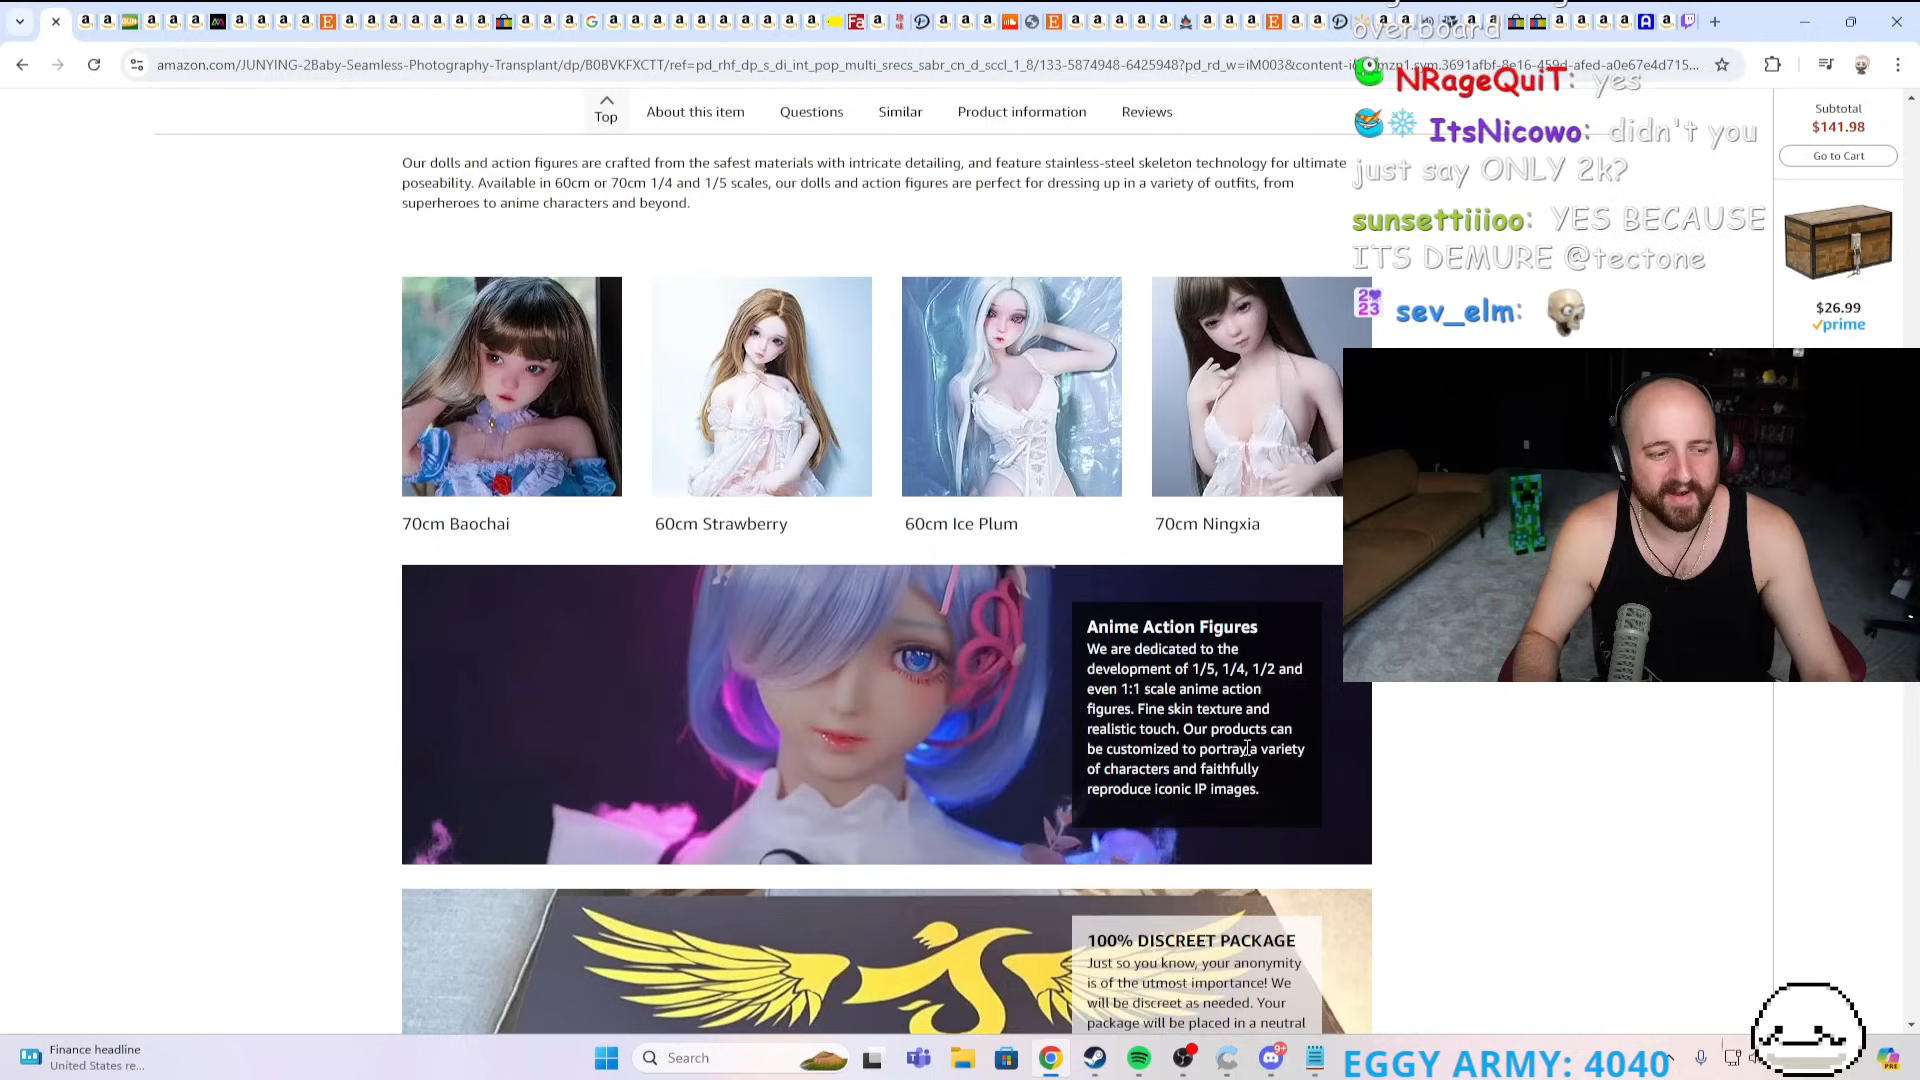 overboard
amazon.com/JUNYING-2Baby-Seamless-Photography-Transplant/dp/B0BVKFXCTT/ref=pd_rhf_dp_s_di_int_pop_multi_srecs_sabr_cn_d_sccl_1_8/133-5874948-6425948?pd_rd_w=iM003&content-i
NRageQuiT: yes
ItsNicowo: didn't you
just say ONLY 2k?
sunsettiiioo: YES BECAUSE
ITS DEMURE @tectone
2
23
sev_elm:
Top
About this item
Questions
Similar
Product information
Reviews
Subtotal
$141.98
Go to Cart
$26.99
prime
Our dolls and action figures are crafted from the safest materials with intricate detailing, and feature stainless-steel skeleton technology for ultimate
poseability. Available in 60cm or 70cm 1/4 and 1/5 scales, our dolls and action figures are perfect for dressing up in a variety of outfits, from
superheroes to anime characters and beyond.
70cm Baochai
60cm Strawberry
60cm Ice Plum
70cm Ningxia
Anime Action Figures
We are dedicated to the
development of 1/5, 1/4, 1/2 and
even 1:1 scale anime action
figures. Fine skin texture and
realistic touch. Our products can
be customized to portray a variety
of characters and faithfully
reproduce iconic IP images.
100% DISCREET PACKAGE
Just so you know, your anonymity
is of the utmost importance! We
will be discreet as needed. Your
package will be placed in a neutral
Finance headline
United States re...
Search
9+
EGGY ARMY: 4040